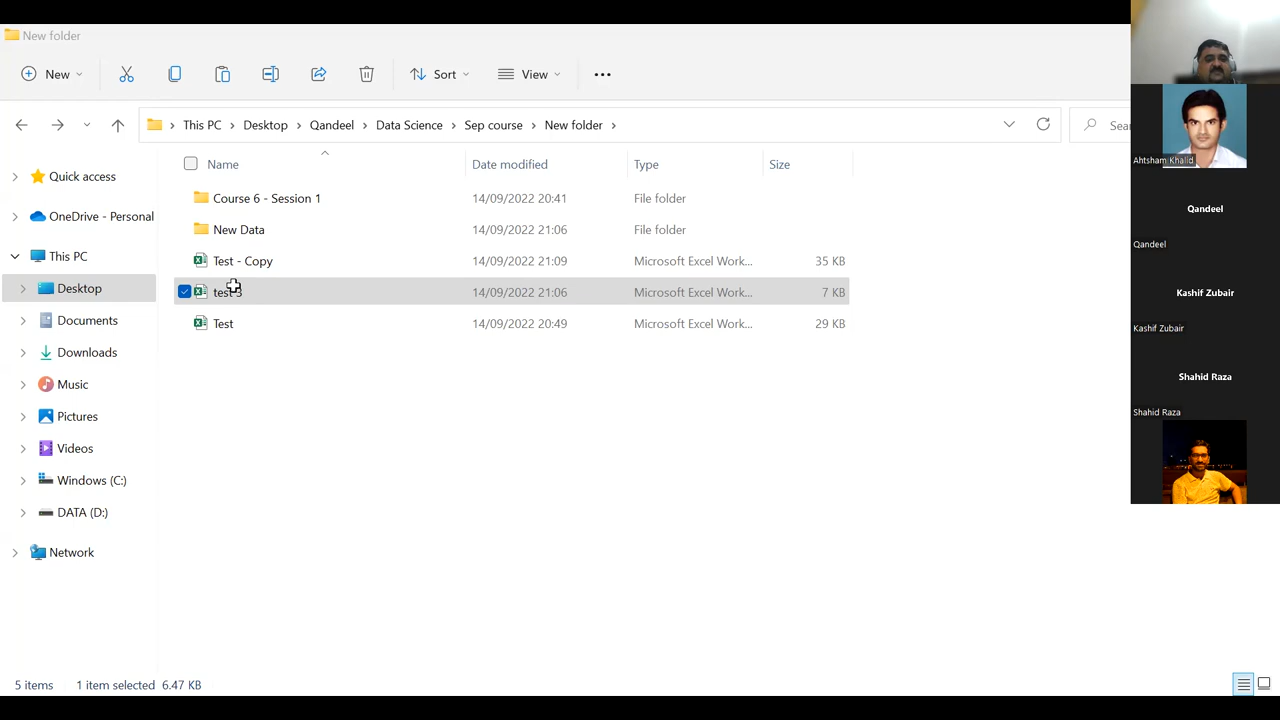 New folder
New
Sort
View
This PC
Desktop
Qandeel
Data Science
Sep course
New folder
Name
Date modified
Type
Size
Quick access
OneDrive - Personal
This PC
Desktop
Documents
Downloads
Music
Pictures
Videos
Windows (C:)
DATA (D:)
Network
Course 6 - Session 1 14/09/2022 20:41 File folder
New Data 14/09/2022 21:06 File folder
Test - Copy 14/09/2022 21:09 Microsoft Excel Work... 35 KB
test 3 14/09/2022 21:06 Microsoft Excel Work... 7 KB
Test 14/09/2022 20:49 Microsoft Excel Work... 29 KB
5 items 1 item selected 6.47 KB
Ahtsham Khalid
Qandeel
Qandeel
Kashif Zubair
Kashif Zubair
Shahid Raza
Shahid Raza